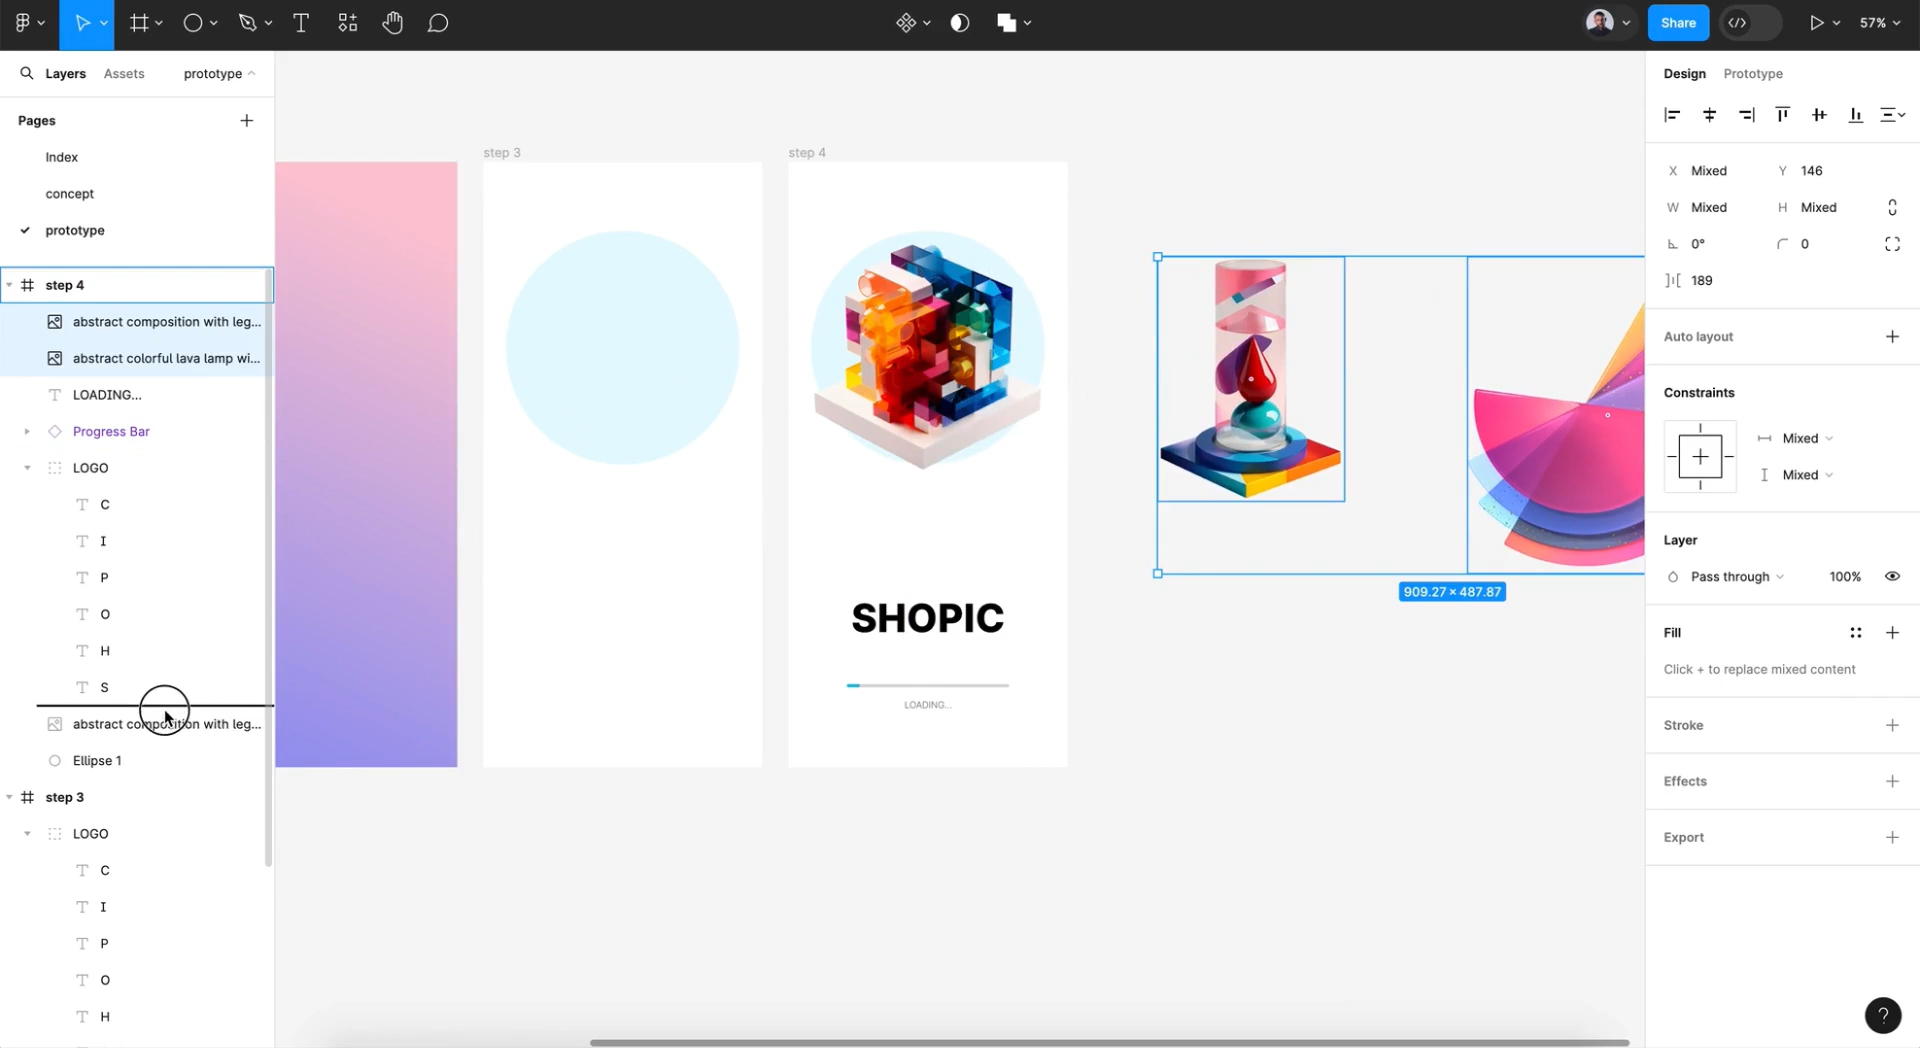 Share
57%
Layers
Assets
prototype
Pages
Index
concept
prototype
step 4
abstract composition with leg...
abstract colorful lava lamp wi...
LOADING...
Progress Bar
LOGO
C
I
P
O
H
S
abstract composition with leg...
Ellipse 1
step 3
LOGO
C
I
P
O
H
step 3
step 4
SHOPIC
LOADING...
909.27 × 487.87
Design
Prototype
X Mixed
Y 146
W Mixed
H Mixed
0°
0
189
Auto layout
Constraints
Mixed
Mixed
Layer
Pass through
100%
Fill
Click + to replace mixed content
Stroke
Effects
Export
?